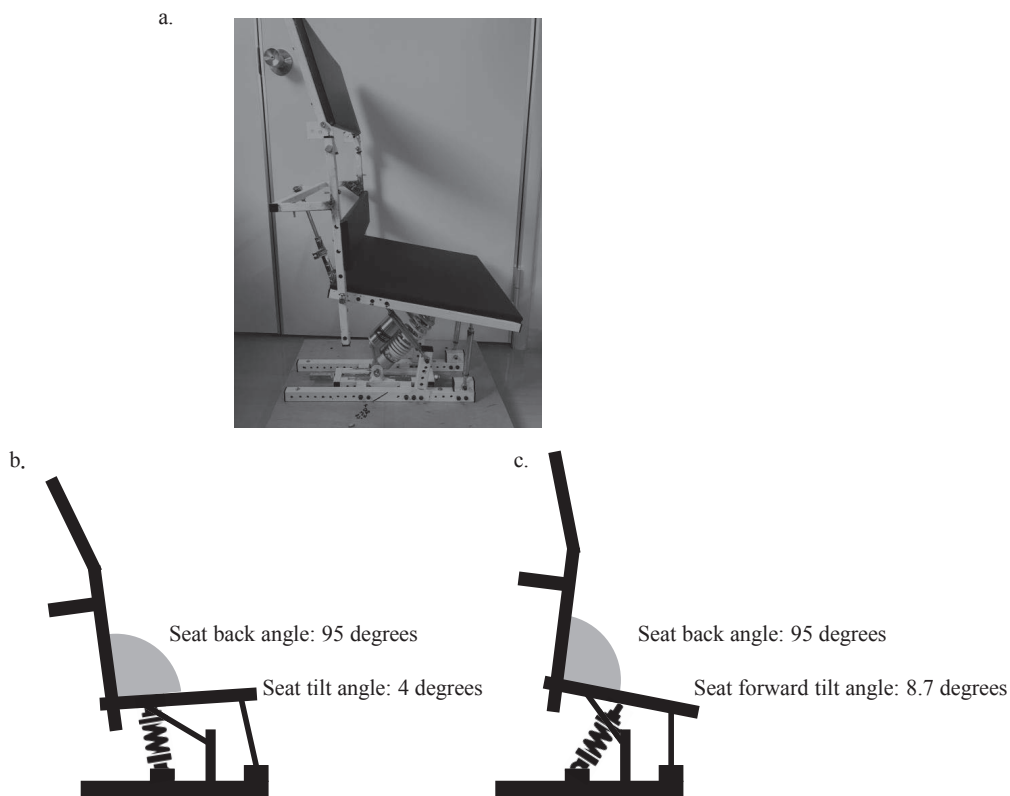 a.
b.
c.
Seat back angle: 95 degrees
Seat tilt angle: 4 degrees
Seat back angle: 95 degrees
Seat forward tilt angle: 8.7 degrees